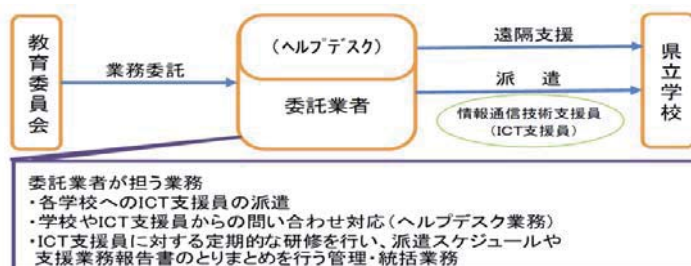 教育委員会
業務委託
(ヘルプデスク)
委託業者
遠隔支援
派 遣
情報通信技術支援員
(ICT支援員)
県立学校
委託業者が担う業務
・各学校へのICT支援員の派遣
・学校やICT支援員からの問い合わせ対応(ヘルプデスク業務)
・ICT支援員に対する定期的な研修を行い、派遣スケジュールや
支援業務報告書のとりまとめを行う管理・統括業務